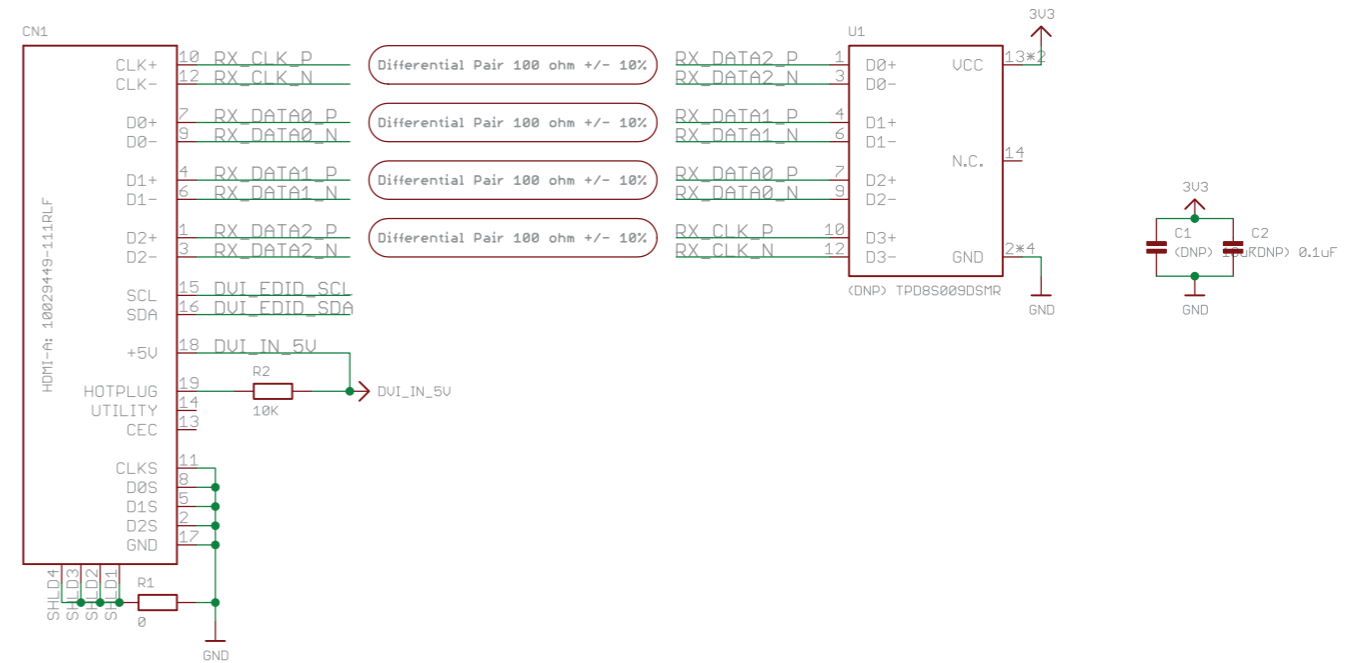 CN1
HDMI-A: 10029449-111RLF
CLK+ 10 RX_CLK_P
CLK- 12 RX_CLK_N
D0+ 7 RX_DATA0_P
D0- 9 RX_DATA0_N
D1+ 4 RX_DATA1_P
D1- 6 RX_DATA1_N
D2+ 1 RX_DATA2_P
D2- 3 RX_DATA2_N
SCL 15 DVI_EDID_SCL
SDA 16 DVI_EDID_SDA
+5V 18 DVI_IN_5V
HOTPLUG 19
R2
10K
DVI_IN_5V
UTILITY 14
CEC 13
CLKS 11
D0S 8
D1S 5
D2S 2
GND 17
SHLD4
SHLD3
SHLD2
SHLD1
R1
0
GND
Differential Pair 100 ohm +/- 10%
Differential Pair 100 ohm +/- 10%
Differential Pair 100 ohm +/- 10%
Differential Pair 100 ohm +/- 10%
U1
RX_DATA2_P 1 D0+
RX_DATA2_N 3 D0-
RX_DATA1_P 4 D1+
RX_DATA1_N 6 D1-
RX_DATA0_P 7 D2+
RX_DATA0_N 9 D2-
RX_CLK_P 10 D3+
RX_CLK_N 12 D3-
3V3
VCC 13*2
N.C. 14
GND 2*4
GND
(DNP) TPD8S009DSMR
3V3
C1
(DNP)
C2
(DNP) 0.1uF
GND